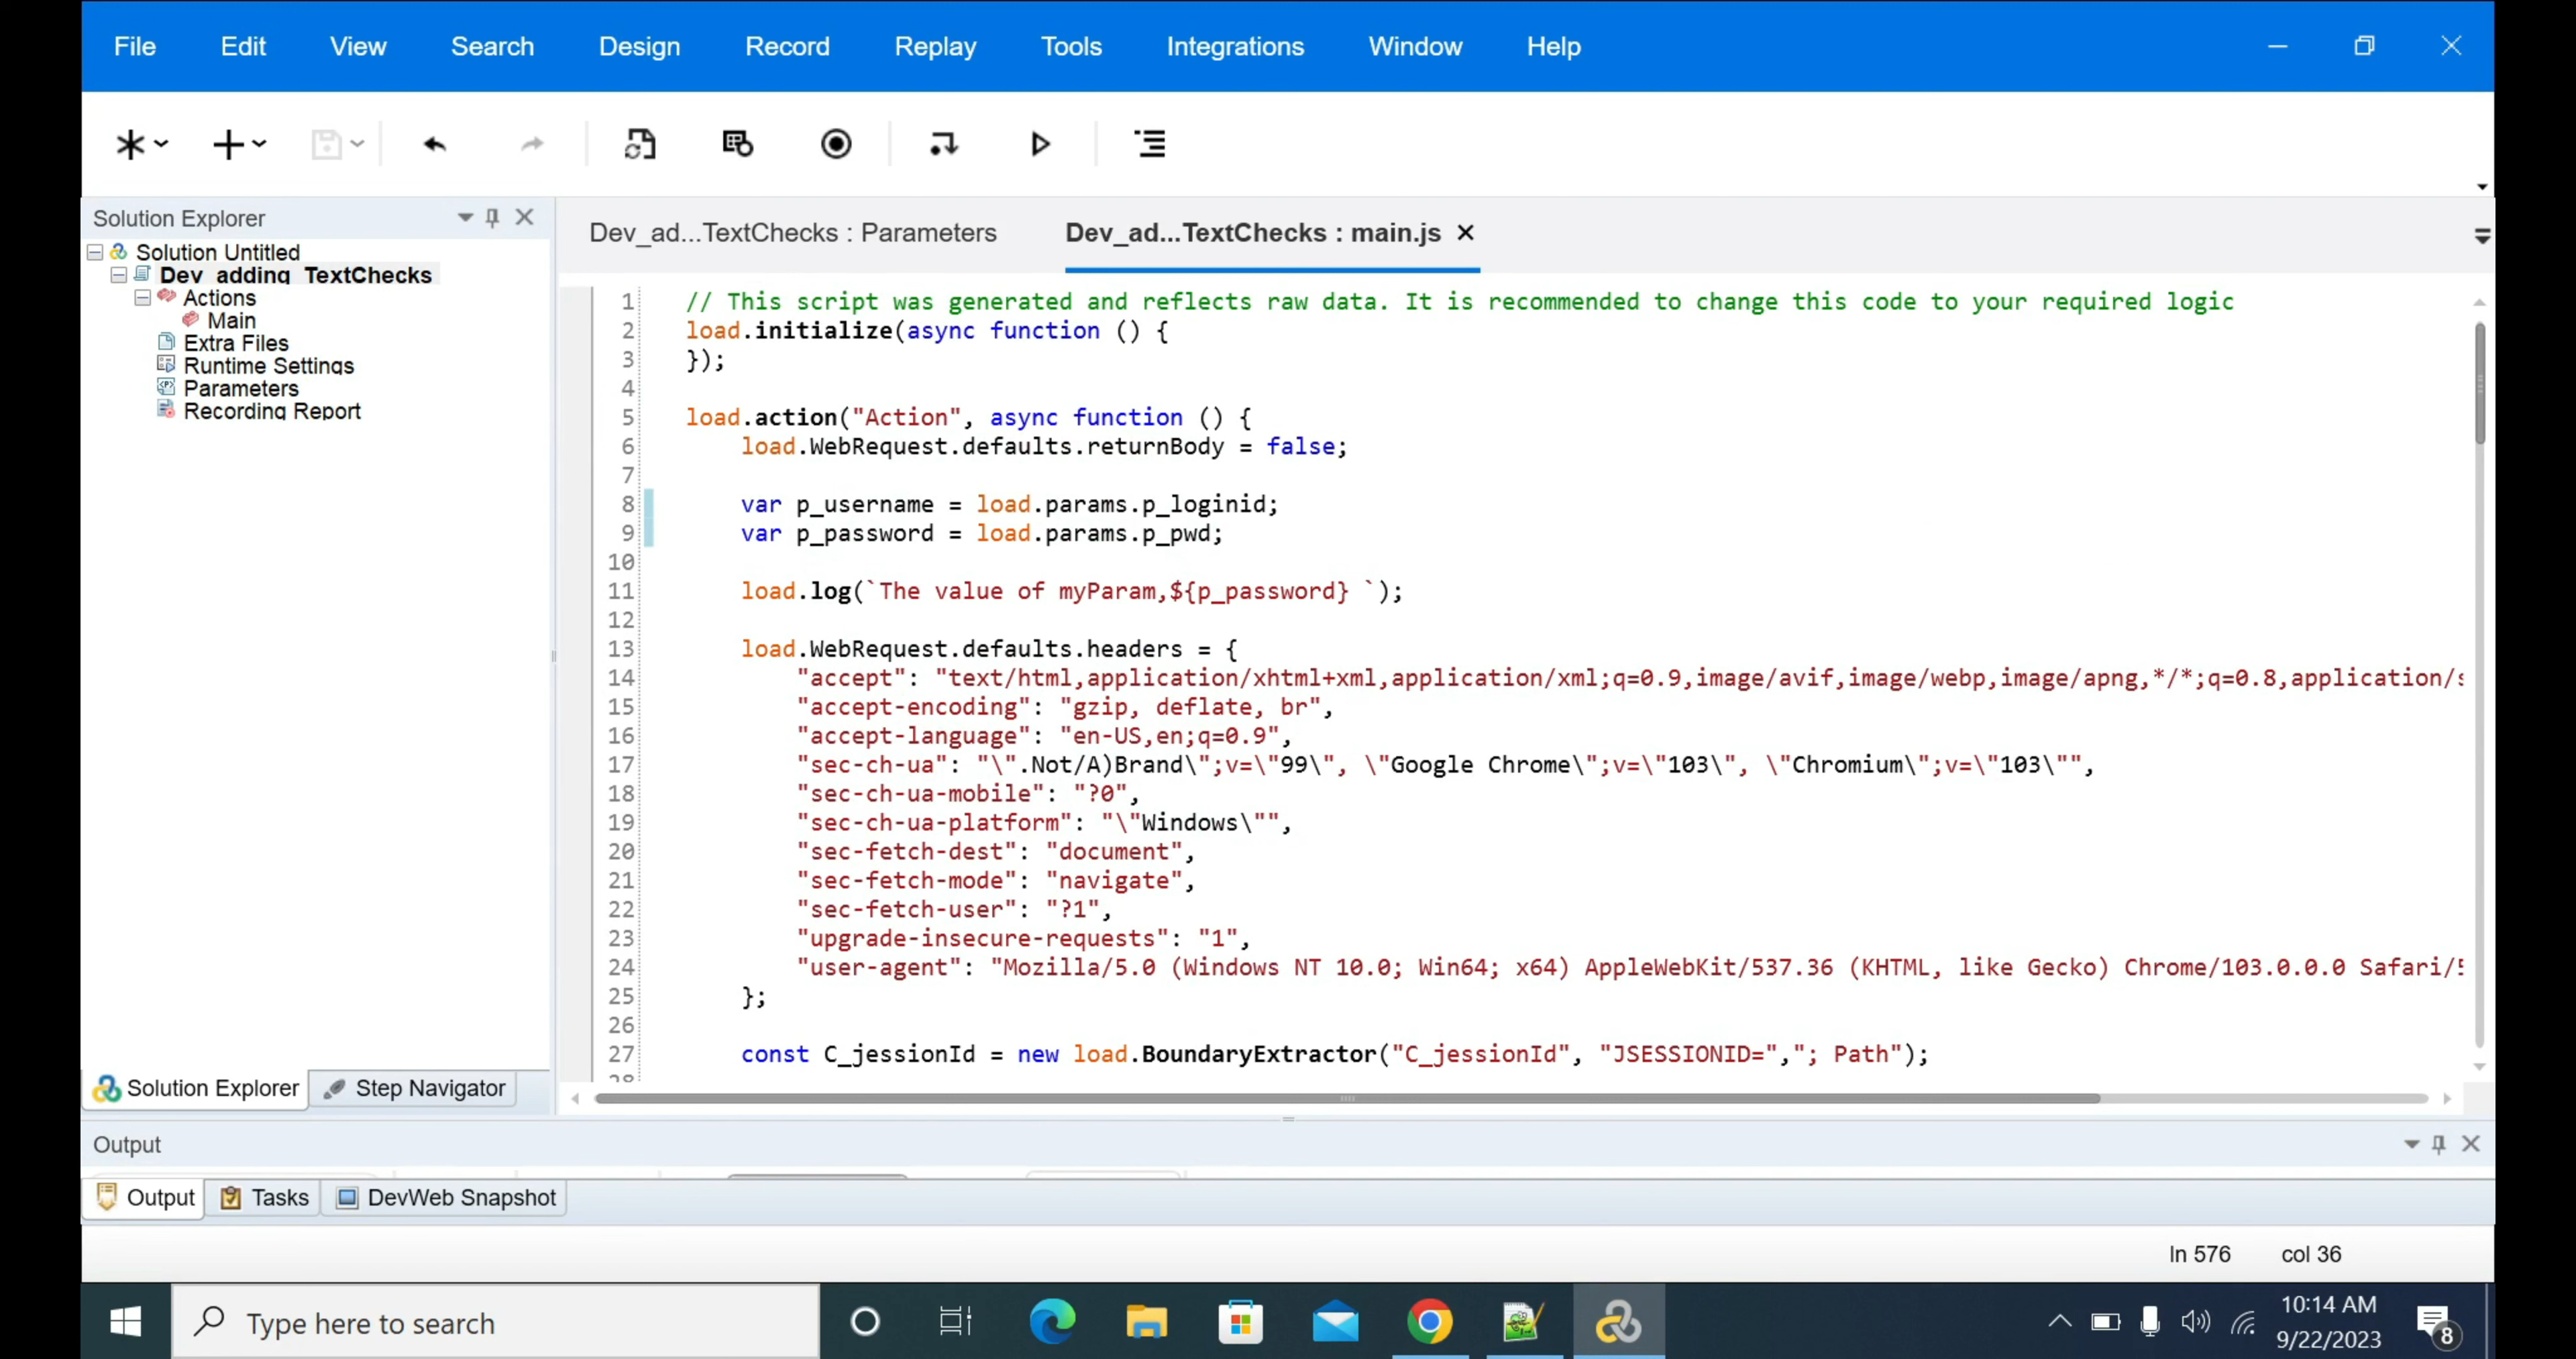 File Edit View Search Design Record Replay Tools Integrations Window Help
Solution Explorer
Solution Untitled
Dev_adding_TextChecks
Actions
Main
Extra Files
Runtime Settings
Parameters
Recording Report
Solution Explorer Step Navigator
Dev_ad...TextChecks : Parameters Dev_ad...TextChecks : main.js
1 // This script was generated and reflects raw data. It is recommended to change this code to your required logic
2 load.initialize(async function () {
3 });
4
5 load.action("Action", async function () {
6 load.WebRequest.defaults.returnBody = false;
7
8 var p_username = load.params.p_loginid;
9 var p_password = load.params.p_pwd;
10
11 load.log(`The value of myParam,${p_password} `);
12
13 load.WebRequest.defaults.headers = {
14 "accept": "text/html,application/xhtml+xml,application/xml;q=0.9,image/avif,image/webp,image/apng,*/*;q=0.8,application/s
15 "accept-encoding": "gzip, deflate, br",
16 "accept-language": "en-US,en;q=0.9",
17 "sec-ch-ua": "\".Not/A)Brand\";v=\"99\", \"Google Chrome\";v=\"103\", \"Chromium\";v=\"103\"",
18 "sec-ch-ua-mobile": "?0",
19 "sec-ch-ua-platform": "\"Windows\"",
20 "sec-fetch-dest": "document",
21 "sec-fetch-mode": "navigate",
22 "sec-fetch-user": "?1",
23 "upgrade-insecure-requests": "1",
24 "user-agent": "Mozilla/5.0 (Windows NT 10.0; Win64; x64) AppleWebKit/537.36 (KHTML, like Gecko) Chrome/103.0.0.0 Safari/5
25 };
26
27 const C_jessionId = new load.BoundaryExtractor("C_jessionId", "JSESSIONID=","; Path");
28
Output
Output Tasks DevWeb Snapshot
ln 576 col 36
Type here to search
10:14 AM
9/22/2023
8